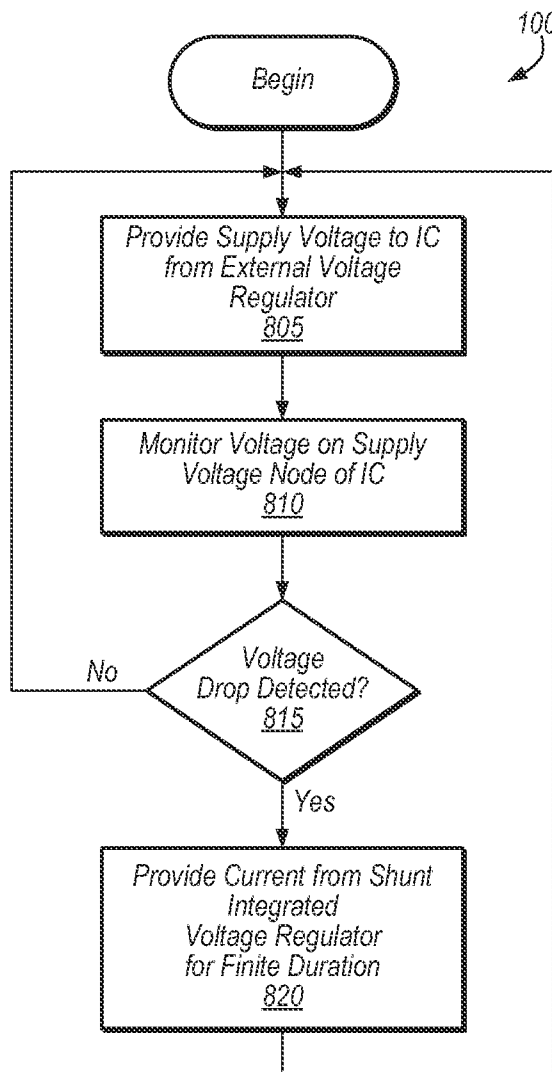 100
Begin
Provide Supply Voltage to IC
from External Voltage
Regulator
805
Monitor Voltage on Supply
Voltage Node of IC
810
Voltage
Drop Detected?
815
No
Yes
Provide Current from Shunt
Integrated
Voltage Regulator
for Finite Duration
820